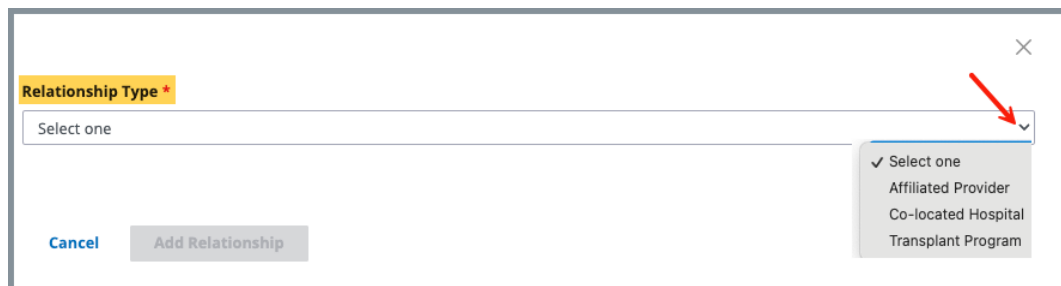 Relationship Type *
Select one
✓ Select one
Affiliated Provider
Co-located Hospital
Transplant Program
Cancel
Add Relationship